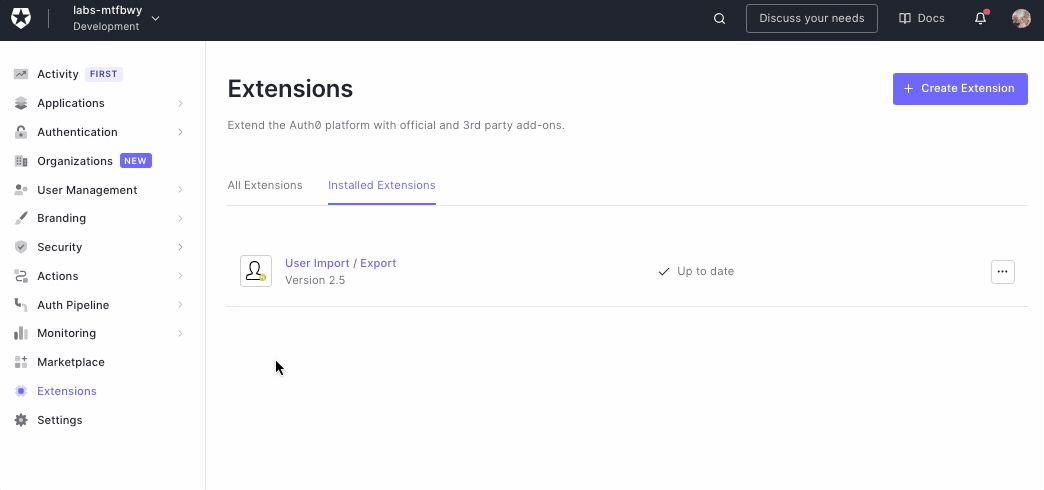 labs-mtfbwy
Development
Discuss your needs
Docs
Activity FIRST
Applications
Authentication
Organizations NEW
User Management
Branding
Security
Actions
Auth Pipeline
Monitoring
Marketplace
Extensions
Settings
Extensions
+ Create Extension
Extend the Auth0 platform with official and 3rd party add-ons.
All Extensions Installed Extensions
User Import / Export
Version 2.5
Up to date